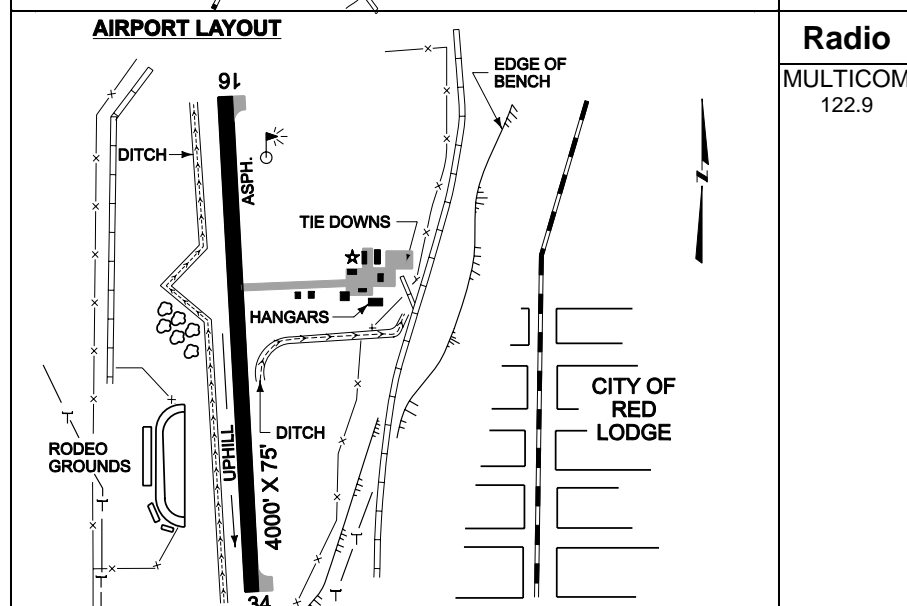 AIRPORT LAYOUT
Radio
MULTICOM
122.9
EDGE OF
BENCH
16
DITCH
ASPH.
N
TIE DOWNS
HANGARS
CITY OF
RED
LODGE
RODEO
GROUNDS
UPHILL
DITCH
4000' X 75'
34